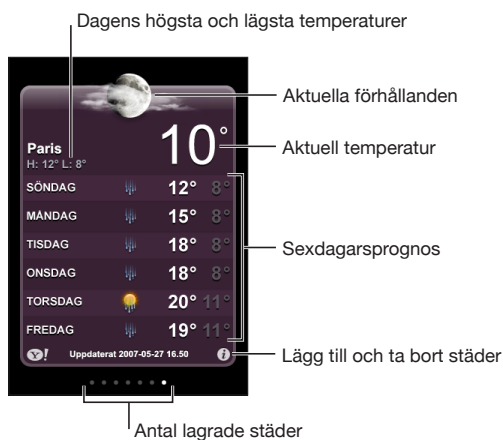 Dagens högsta och lägsta temperaturer
Aktuella förhållanden
10°
Aktuell temperatur
Paris
H: 12° L: 8°
SÖNDAG 12° 8°
MÅNDAG 15° 8°
TISDAG 18° 8°
Sexdagarsprognos
ONSDAG 18° 8°
TORSDAG 20° 11°
FREDAG 19° 11°
Y! Uppdaterat 2007-05-27 16.50 i
Lägg till och ta bort städer
Antal lagrade städer